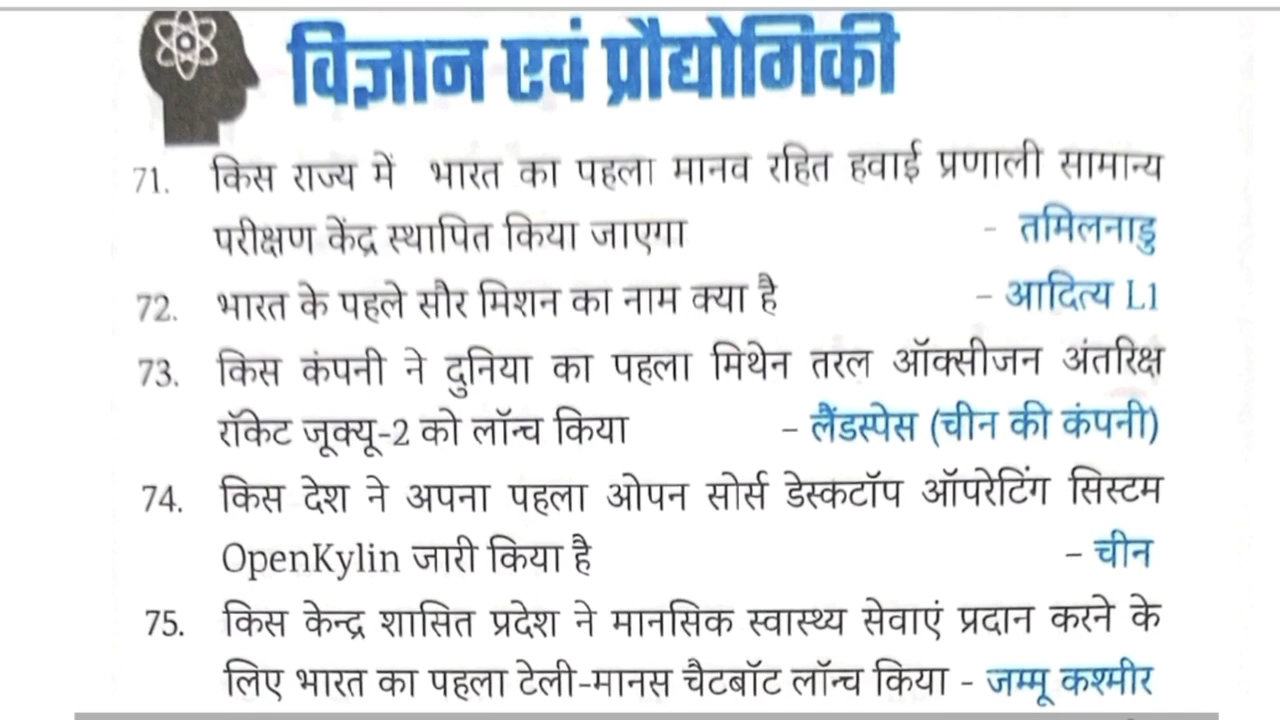 विज्ञान एवं प्रौद्योगिकी
71. किस राज्य में भारत का पहला मानव रहित हवाई प्रणाली सामान्य
परीक्षण केंद्र स्थापित किया जाएगा - तमिलनाडु
72. भारत के पहले सौर मिशन का नाम क्या है - आदित्य L1
73. किस कंपनी ने दुनिया का पहला मिथेन तरल ऑक्सीजन अंतरिक्ष
रॉकेट जूक्यू-2 को लॉन्च किया - लैंडस्पेस (चीन की कंपनी)
74. किस देश ने अपना पहला ओपन सोर्स डेस्कटॉप ऑपरेटिंग सिस्टम
OpenKylin जारी किया है - चीन
75. किस केन्द्र शासित प्रदेश ने मानसिक स्वास्थ्य सेवाएं प्रदान करने के
लिए भारत का पहला टेली-मानस चैटबॉट लॉन्च किया - जम्मू कश्मीर